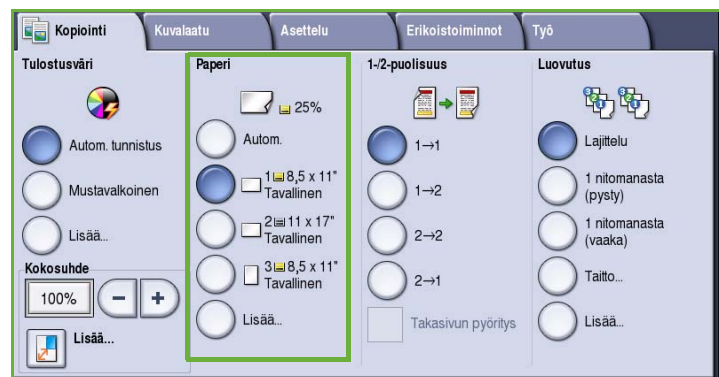 Kopiointi
Kuvalaatu
Asettelu
Erikoistoiminnot
Työ
Tulostusväri
Autom. tunnistus
Mustavalkoinen
Lisää...
Kokosuhde
100%
Lisää...
Paperi
25%
Autom.
1 8,5 x 11"
Tavallinen
2 11 x 17"
Tavallinen
3 8,5 x 11"
Tavallinen
Lisää...
1-/2-puolisuus
1→1
1→2
2→2
2→1
Takasivun pyöritys
Luovutus
Lajittelu
1 nitomanasta
(pysty)
1 nitomanasta
(vaaka)
Taitto...
Lisää...